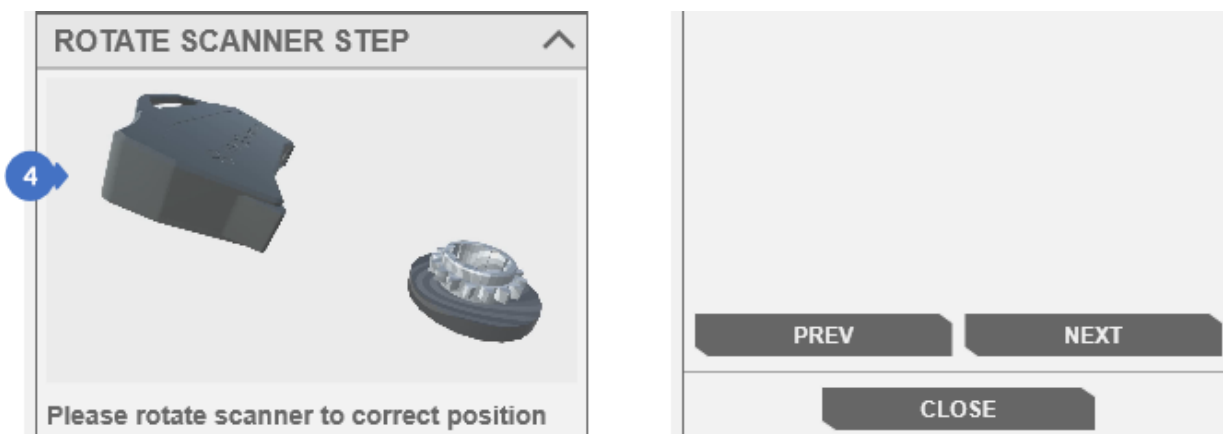 ROTATE SCANNER STEP
4
Please rotate scanner to correct position
PREV
NEXT
CLOSE